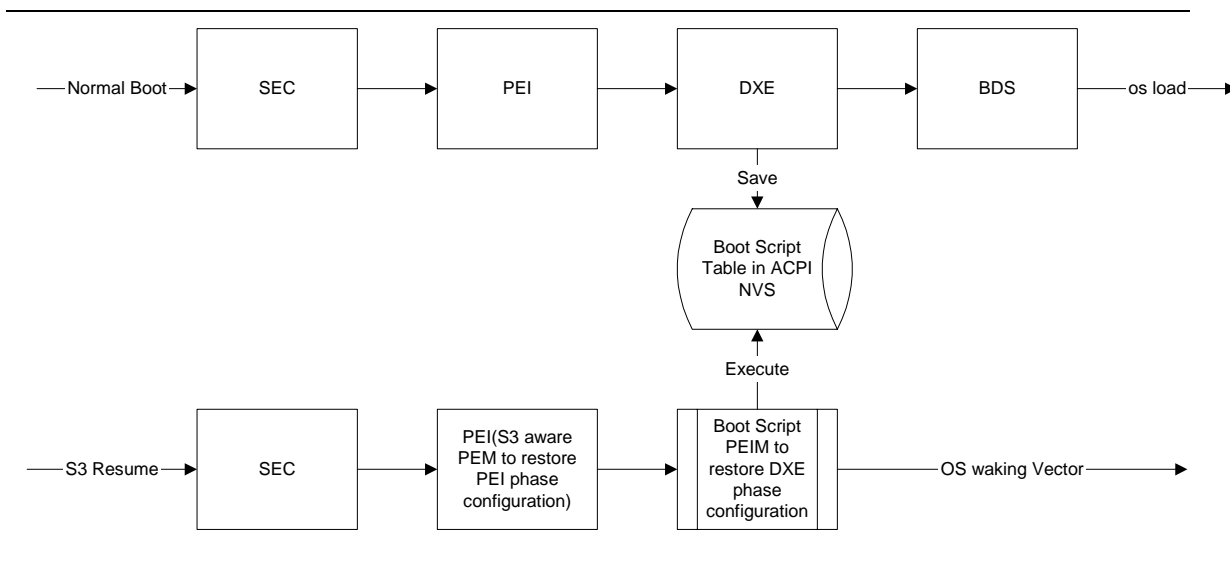 Normal Boot
SEC
PEI
DXE
BDS
os load
Save
Boot Script
Table in ACPI
NVS
Execute
S3 Resume
SEC
PEI(S3 aware
PEM to restore
PEI phase
configuration)
Boot Script
PEIM to
restore DXE
phase
configuration
OS waking Vector